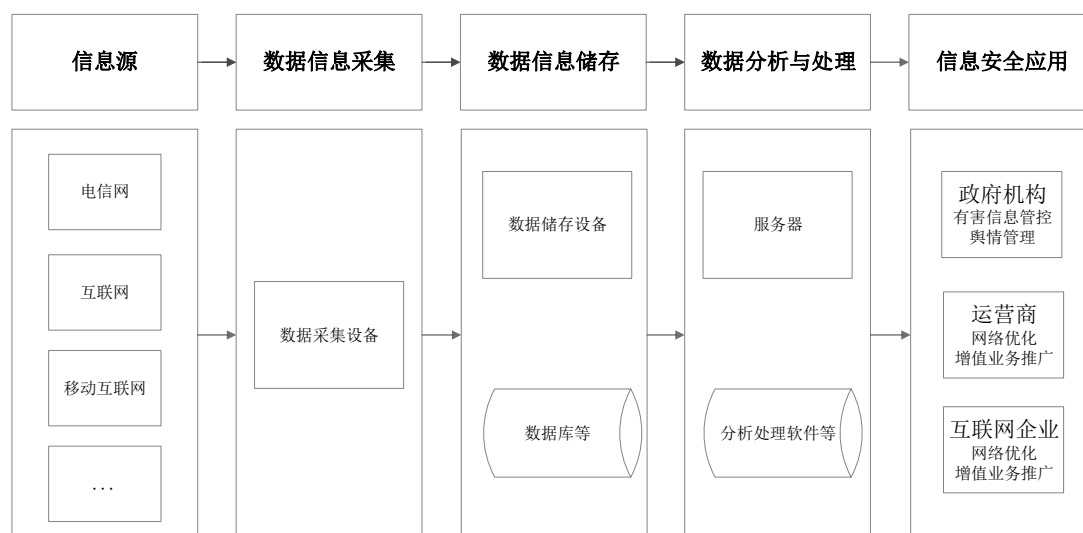 信息源
数据信息采集
数据信息储存
数据分析与处理
信息安全应用
电信网
互联网
移动互联网
...
数据采集设备
数据储存设备
数据库等
服务器
分析处理软件等
政府机构
有害信息管控
舆情管理
运营商
网络优化
增值业务推广
互联网企业
网络优化
增值业务推广